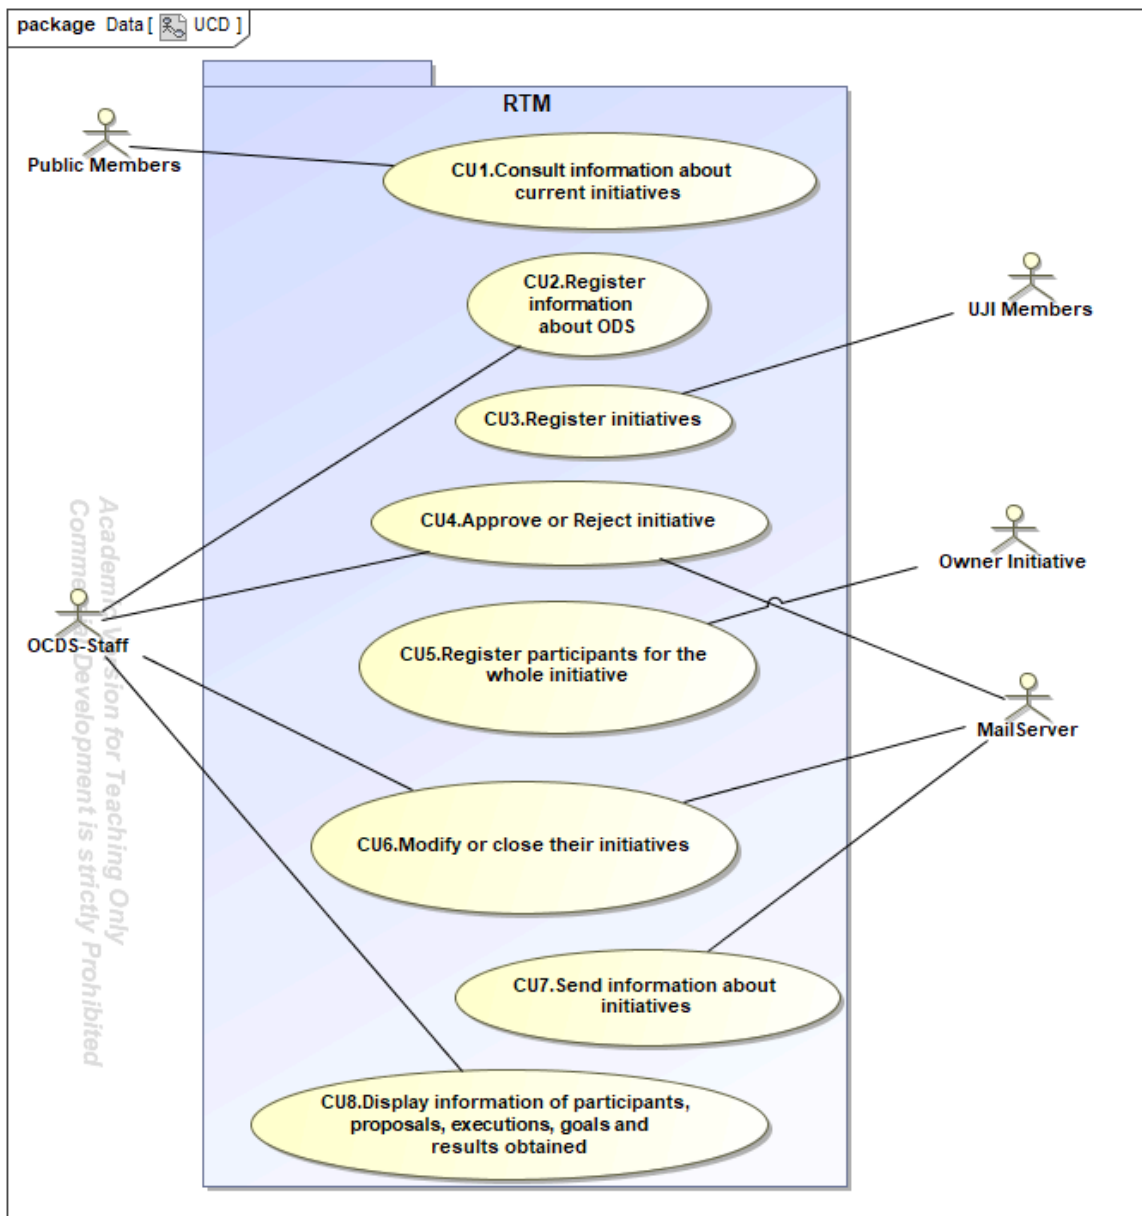 package Data [ UCD ]
RTM
Public Members
CU1.Consult information about
current initiatives
CU2.Register
information
about ODS
UJI Members
CU3.Register initiatives
CU4.Approve or Reject initiative
Owner Initiative
OCDS-Staff
CU5.Register participants for the
whole initiative
MailServer
CU6.Modify or close their initiatives
CU7.Send information about
initiatives
CU8.Display information of participants,
proposals, executions, goals and
results obtained
Academic Version for Teaching Only
Commercial Development is strictly Prohibited